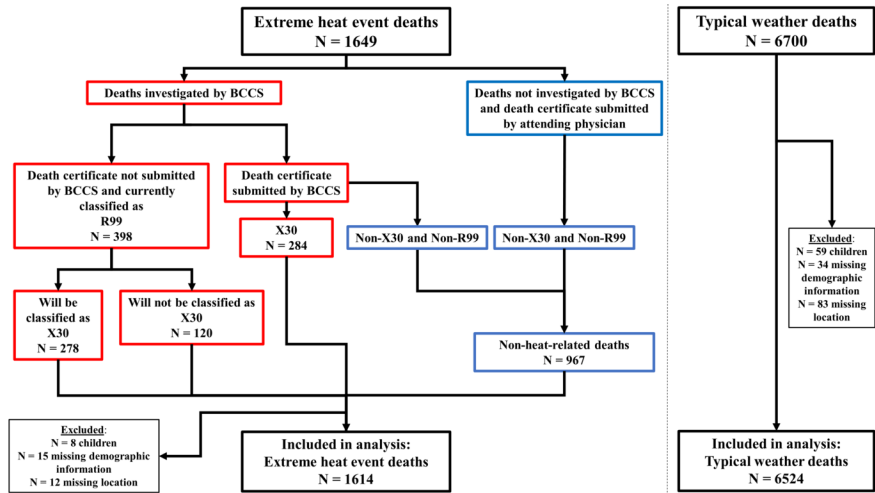 Extreme heat event deaths
N = 1649
Typical weather deaths
N = 6700
Deaths investigated by BCCS
Deaths not investigated by BCCS
and death certificate submitted
by attending physician
Death certificate not submitted
by BCCS and currently
classified as
R99
N = 398
Death certificate
submitted by BCCS
X30
N = 284
Non-X30 and Non-R99
Non-X30 and Non-R99
Excluded:
N = 59 children
N = 34 missing
demographic
information
N = 83 missing
location
Will be
classified as
X30
N = 278
Will not be classified as
X30
N = 120
Non-heat-related deaths
N = 967
Excluded:
N = 8 children
N = 15 missing demographic
information
N = 12 missing location
Included in analysis:
Extreme heat event deaths
N = 1614
Included in analysis:
Typical weather deaths
N = 6524